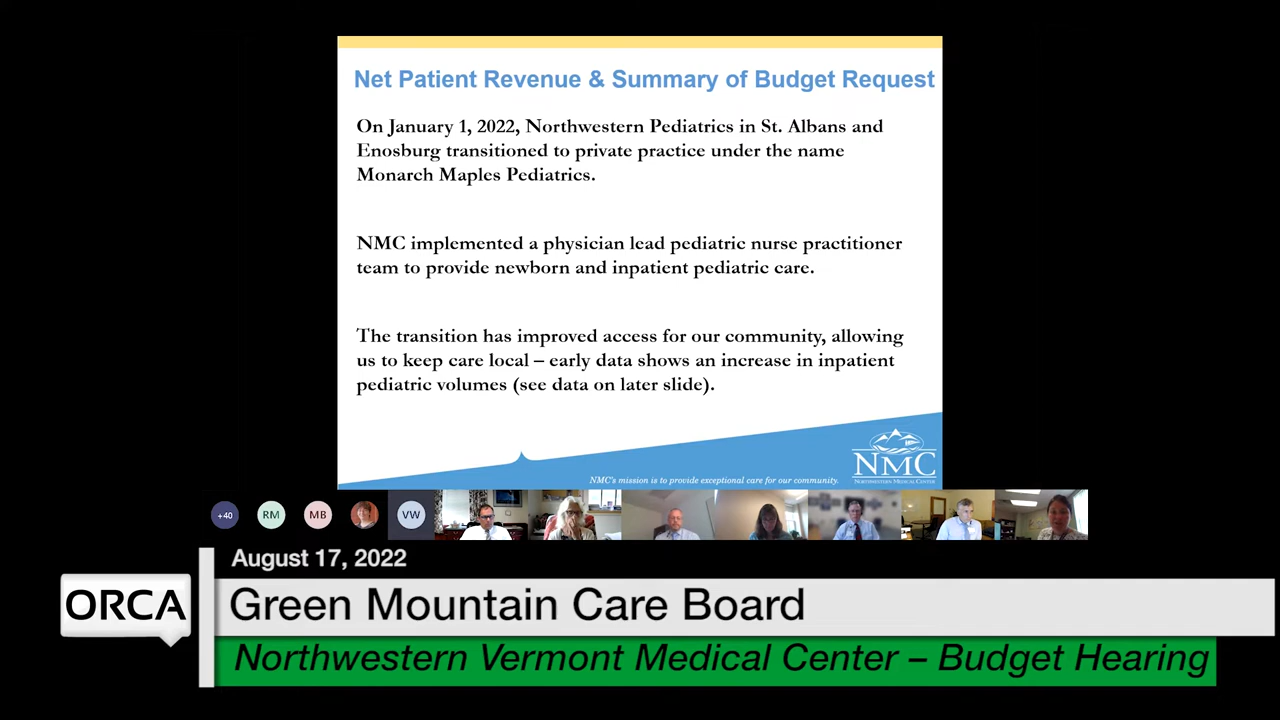 Net Patient Revenue & Summary of Budget Request
On January 1, 2022, Northwestern Pediatrics in St. Albans and
Enosburg transitioned to private practice under the name
Monarch Maples Pediatrics.
NMC implemented a physician lead pediatric nurse practitioner
team to provide newborn and inpatient pediatric care.
The transition has improved access for our community, allowing
us to keep care local – early data shows an increase in inpatient
pediatric volumes (see data on later slide).
NMC's mission is to provide exceptional care for our community.
NMC
NORTHWESTERN MEDICAL CENTER
+40
RM
MB
VW
August 17, 2022
ORCA
Green Mountain Care Board
Northwestern Vermont Medical Center – Budget Hearing